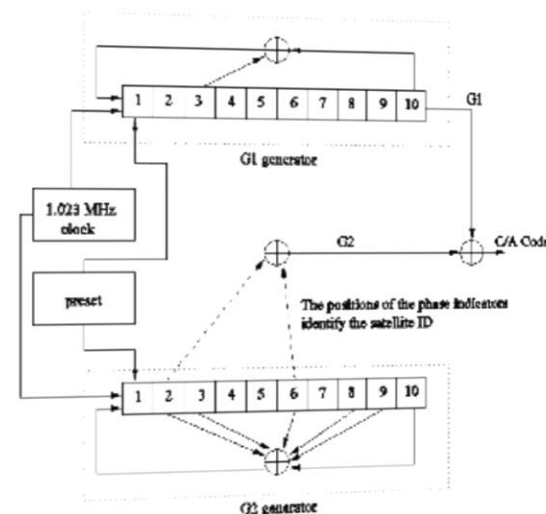 1 2 3 4 5 6 7 8 9 10
G1
G1 generator
1.023 MHz
clock
G2
C/A Code
preset
The positions of the phase indicators
identify the satellite ID
1 2 3 4 5 6 7 8 9 10
G2 generator